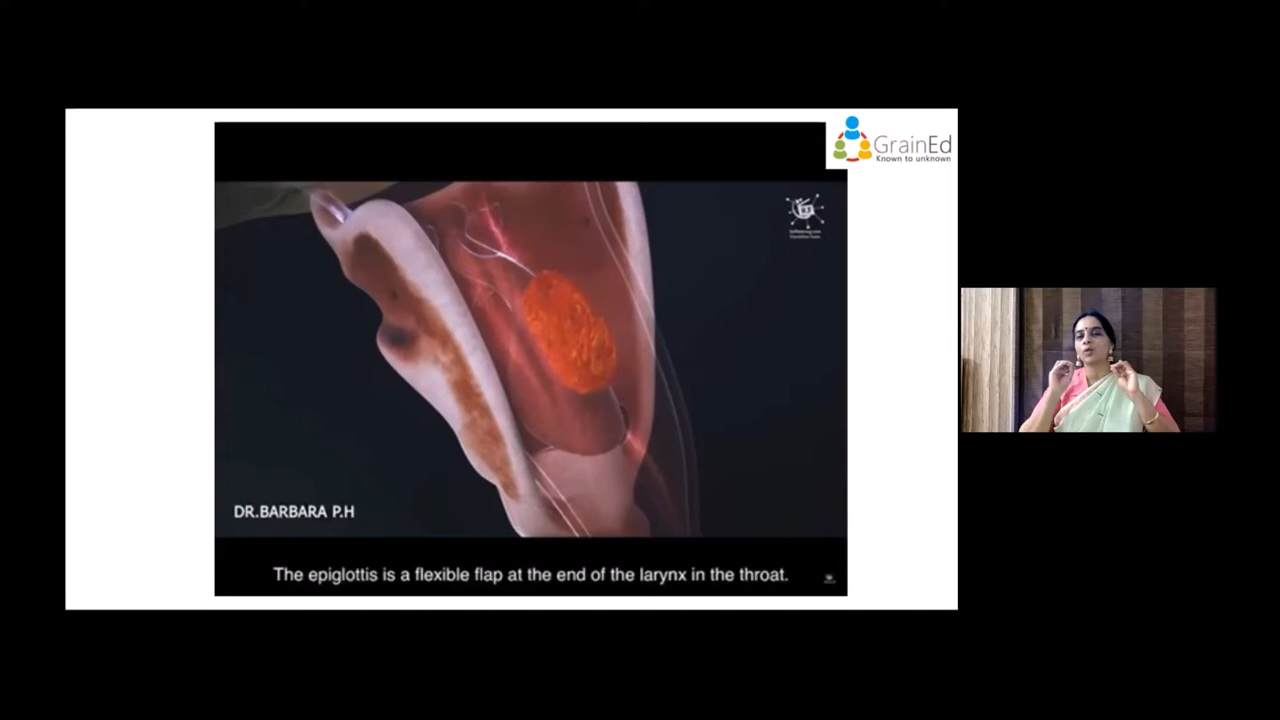 GrainEd
Known to unknown
DR.BARBARA P.H
The epiglottis is a flexible flap at the end of the larynx in the throat.